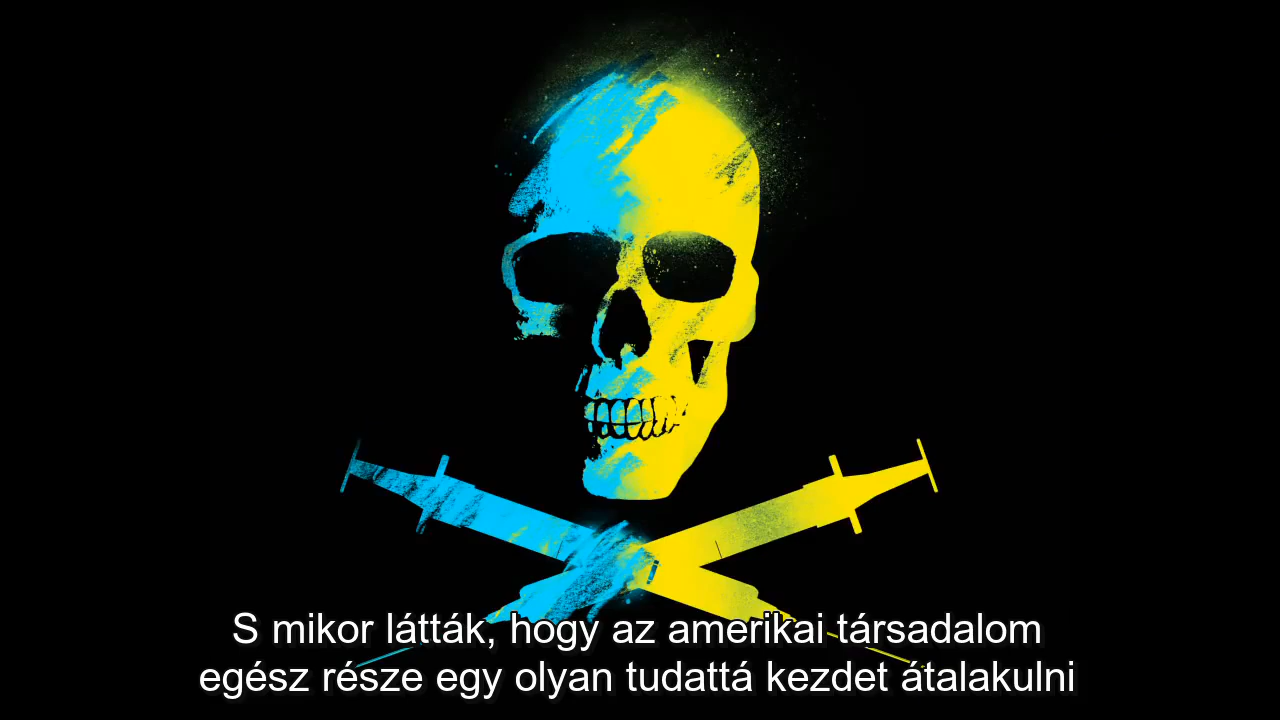 S mikor látták, hogy az amerikai társadalom
egész része egy olyan tudattá kezdet átalakulni